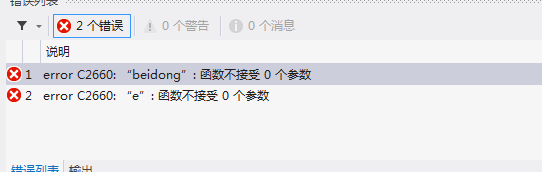 错误列表
2 个错误 0 个警告 0 个消息
说明
1 error C2660: “beidong”: 函数不接受 0 个参数
2 error C2660: “e”: 函数不接受 0 个参数
错误列表 输出